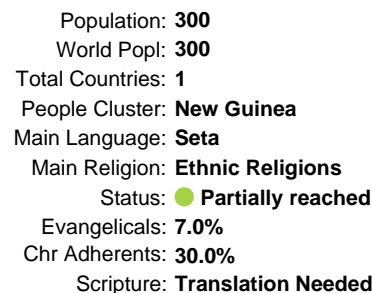 Population: 300
World Popl: 300
Total Countries: 1
People Cluster: New Guinea
Main Language: Seta
Main Religion: Ethnic Religions
Status: Partially reached
Evangelicals: 7.0%
Chr Adherents: 30.0%
Scripture: Translation Needed